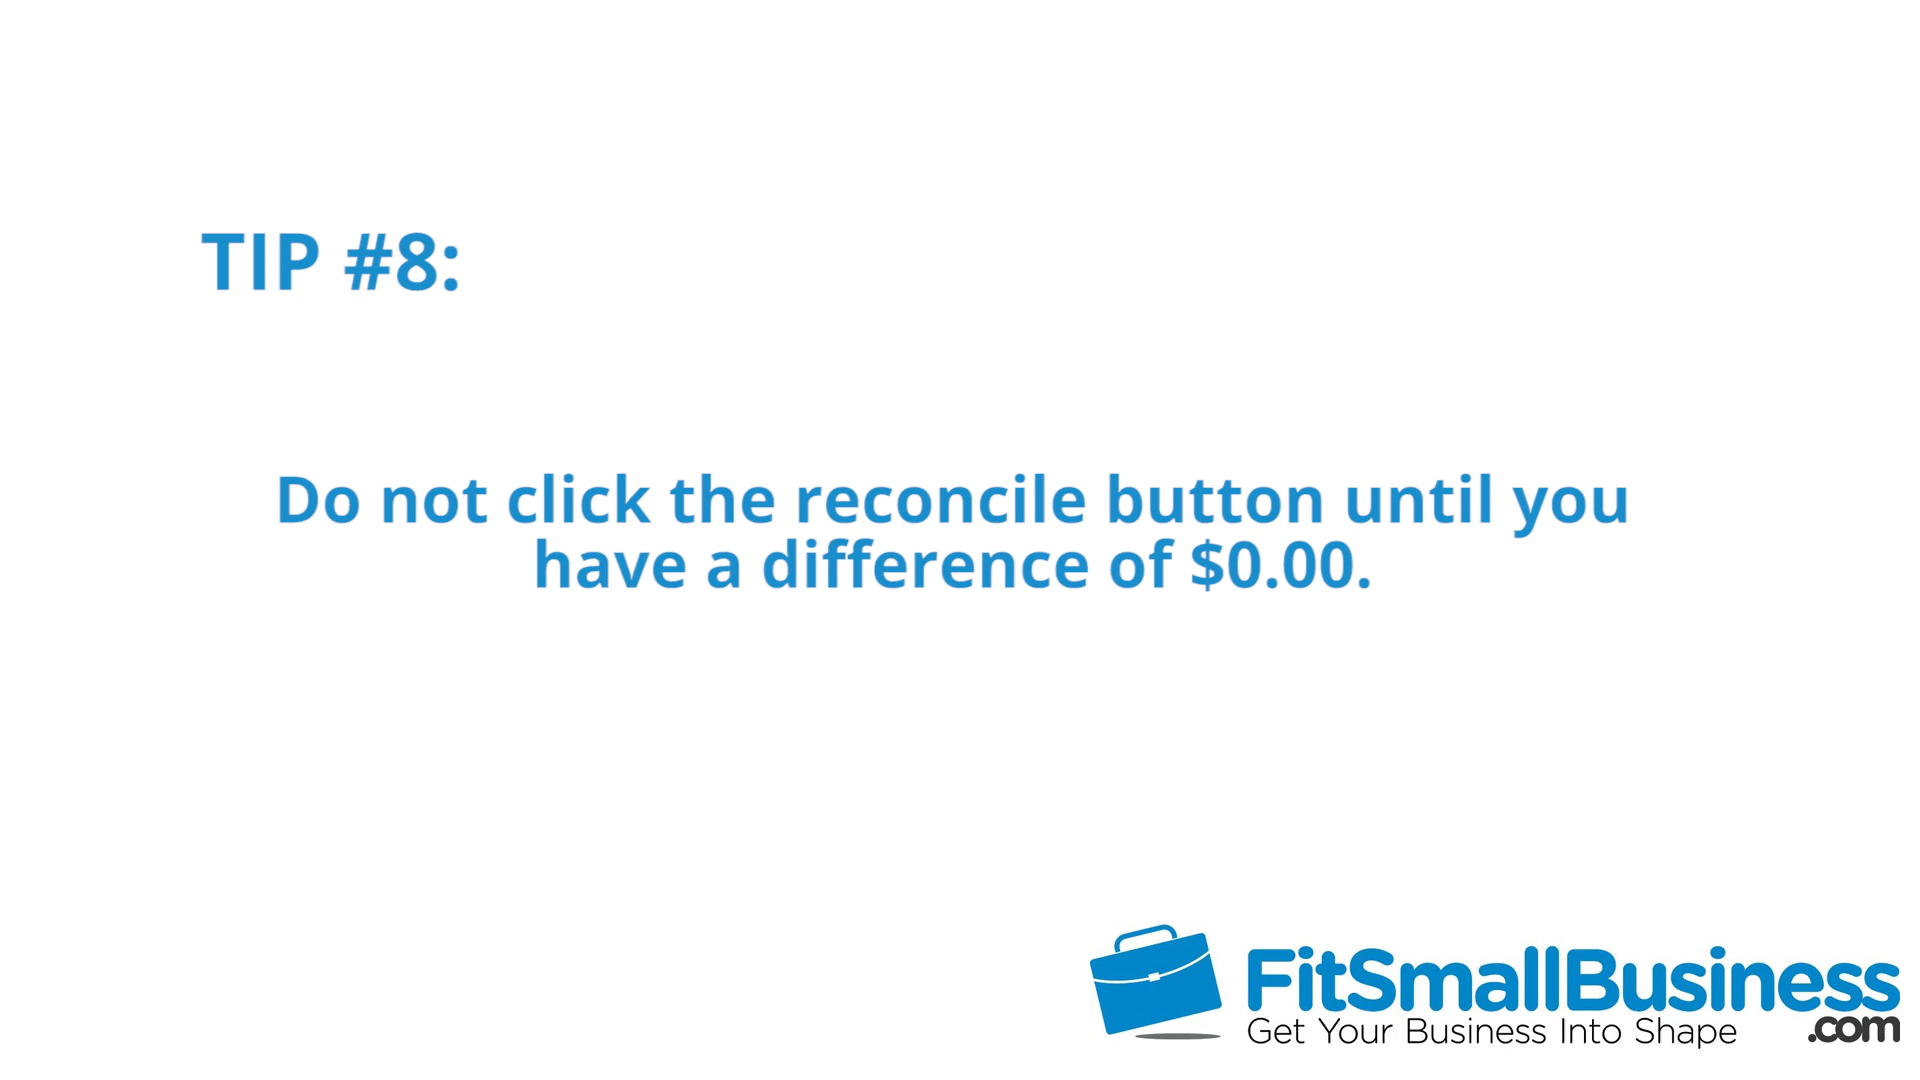 TIP #8:
Do not click the reconcile button until you
have a difference of $0.00.
FitSmallBusiness
Get Your Business Into Shape .com